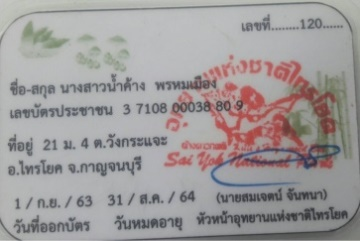 เลขที่........120......
ชื่อ-สกุล นางสาวน้ำค้าง พรหมเมือง
เลขบัตรประชาชน 3 7108 00038 80 9
ที่อยู่ 21 ม. 4 ต.วังกระแจะ
อ.ไทรโยค จ.กาญจนบุรี
อุทยานแห่งชาติไทรโยค
Sai Yok National
1 / ก.ย. / 63 31 / ส.ค. / 64 (นายสมเจตน์ จันทนา)
วันที่ออกบัตร วันหมดอายุ หัวหน้าอุทยานแห่งชาติไทรโยค